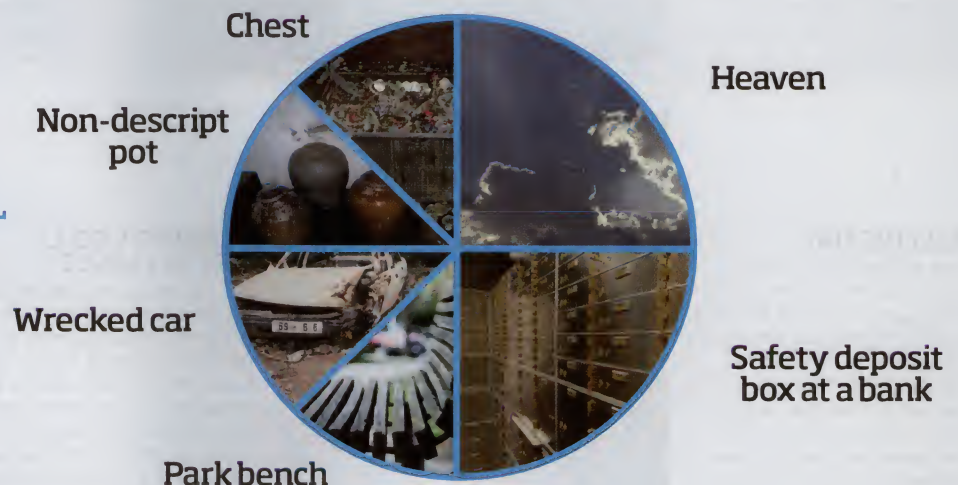 Chest
Heaven
Non-descript
pot
Wrecked car
Safety deposit
box at a bank
Park bench